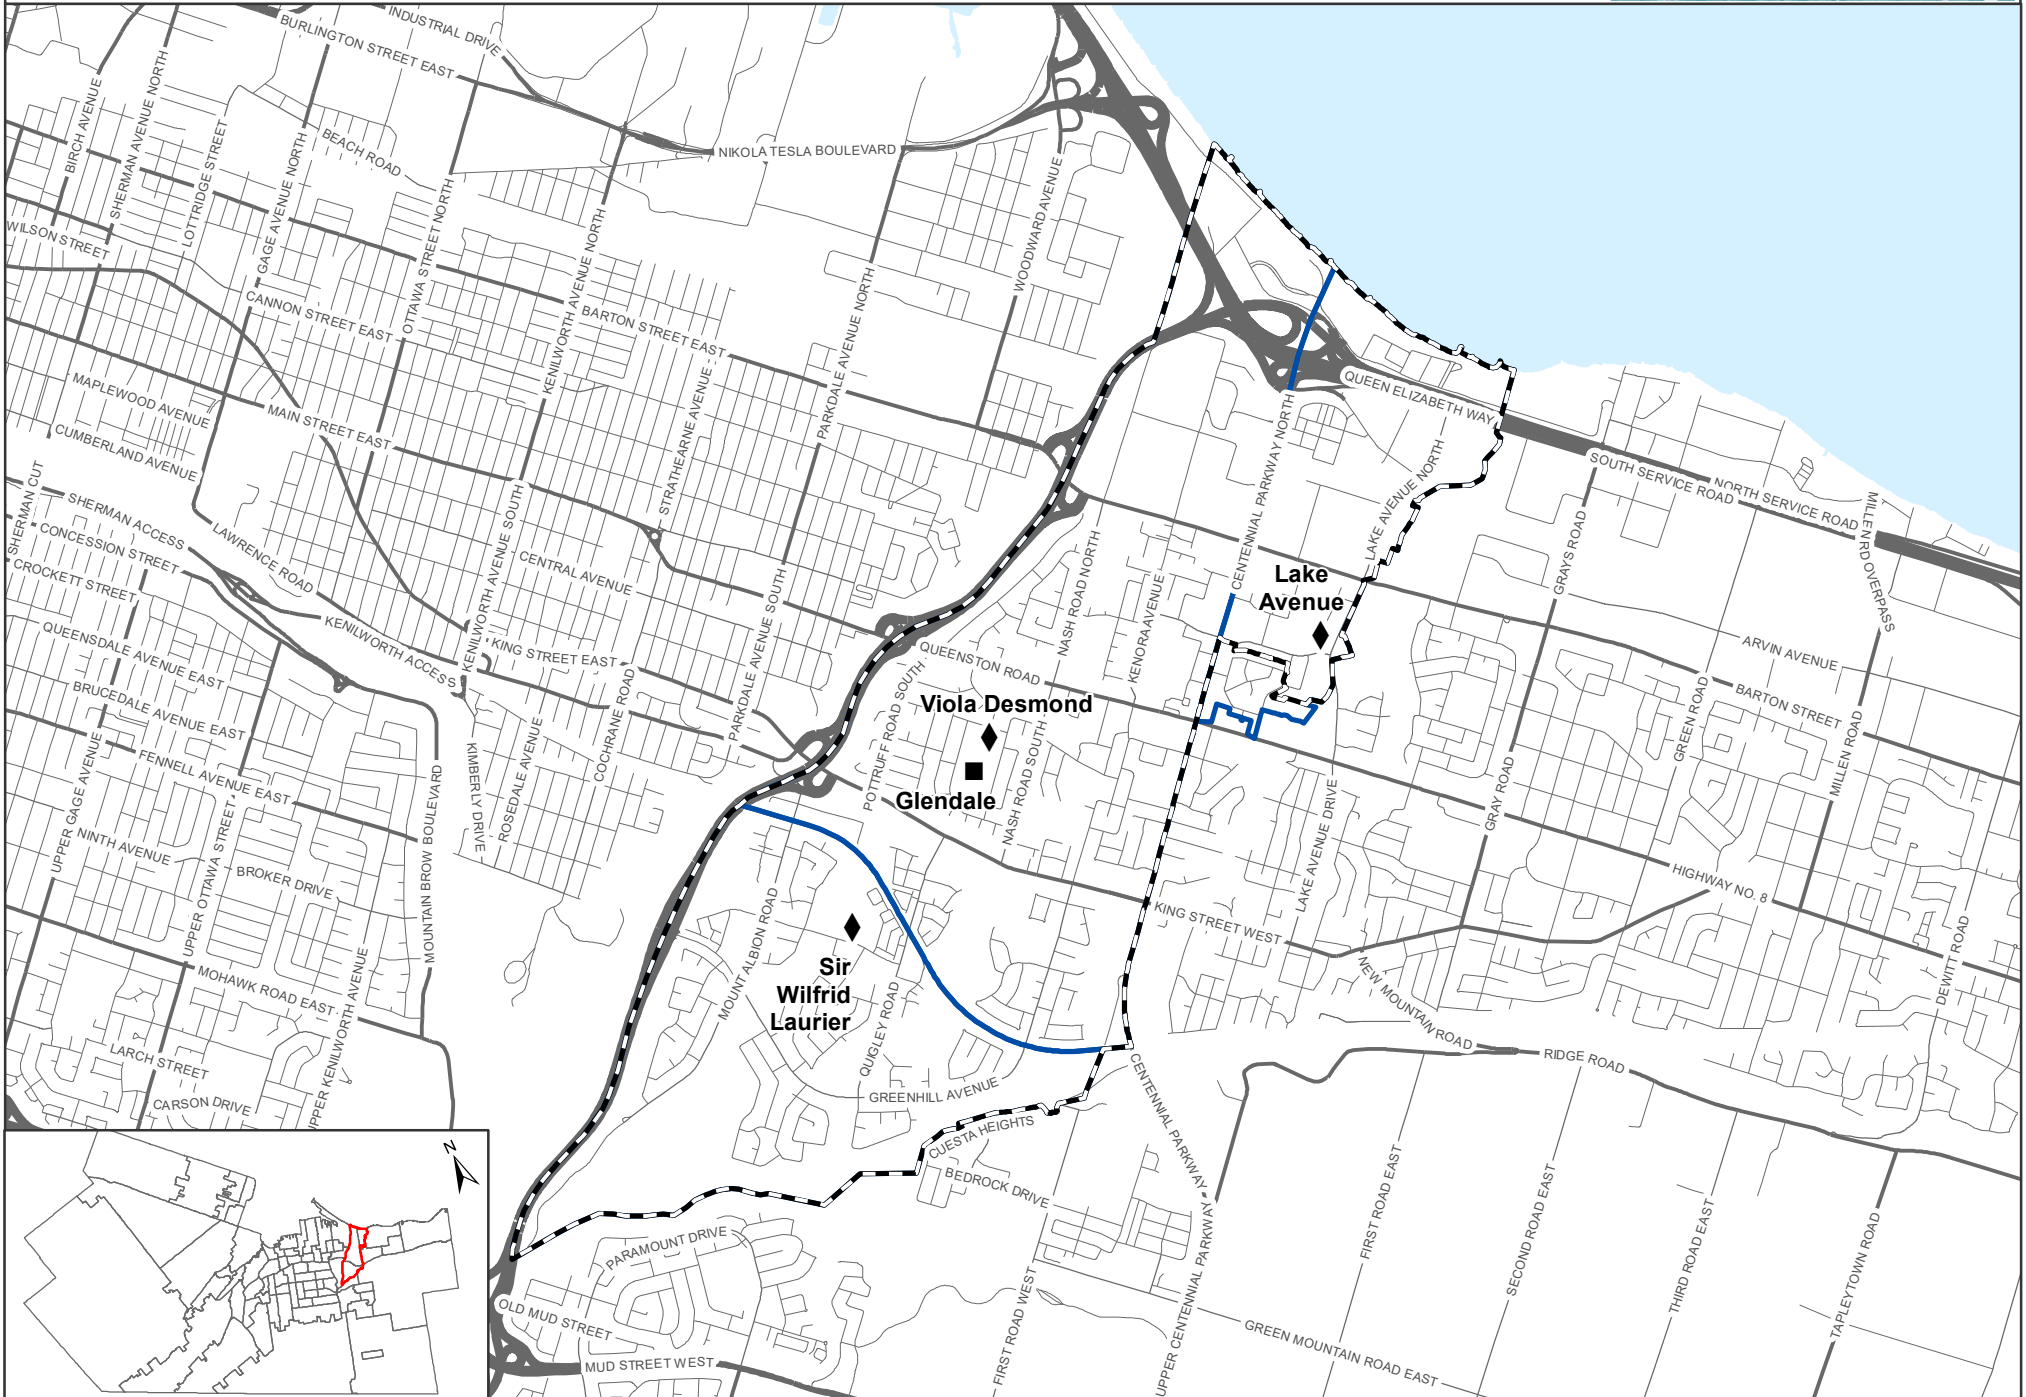 INDUSTRIAL DRIVE
BURLINGTON STREET EAST
BIRCH AVENUE
SHERMAN AVENUE NORTH
LOTTRIDGE STREET
BEACH ROAD
GAGE AVENUE NORTH
OTTAWA STREET NORTH
NIKOLA TESLA BOULEVARD
WOODWARD AVENUE
WILSON STREET
CANNON STREET EAST
KENILWORTH AVENUE NORTH
BARTON STREET EAST
PARKDALE AVENUE NORTH
MAPLEWOOD AVENUE
MAIN STREET EAST
STRATHEARNE AVENUE
QUEEN ELIZABETH WAY
CENTENNIAL PARKWAY NORTH
LAKE AVENUE NORTH
CUMBERLAND AVENUE
SHERMAN CUT
SHERMAN ACCESS
CONCESSION STREET
CROCKETT STREET
LAWRENCE ROAD
SOUTH SERVICE ROAD
NORTH SERVICE ROAD
MILLEN RD OVERPASS
GRAYS ROAD
KENILWORTH AVENUE SOUTH
CENTRAL AVENUE
PARKDALE AVENUE SOUTH
NASH ROAD NORTH
KENORA AVENUE
Lake
Avenue
ARVIN AVENUE
KENILWORTH ACCESS
KING STREET EAST
QUEENSTON ROAD
QUEENSDALE AVENUE EAST
BRUCEDALE AVENUE EAST
FENNELL AVENUE EAST
UPPER GAGE AVENUE
KIMBERLY DRIVE
ROSEDALE AVENUE
COCHRANE ROAD
POTTRUFF ROAD SOUTH
Viola Desmond
Glendale
NASH ROAD SOUTH
GREEN ROAD
BARTON STREET
MILLEN ROAD
GRAY ROAD
LAKE AVENUE DRIVE
HIGHWAY NO. 8
NINTH AVENUE
BROKER DRIVE
UPPER OTTAWA STREET
MOUNTAIN BROW BOULEVARD
KING STREET WEST
DEWITT ROAD
MOUNT ALBION ROAD
Sir
Wilfrid
Laurier
QUIGLEY ROAD
NEW MOUNTAIN ROAD
RIDGE ROAD
MOHAWK ROAD EAST
UPPER KENILWORTH AVENUE
LARCH STREET
CARSON DRIVE
GREENHILL AVENUE
CUESTA HEIGHTS
BEDROCK DRIVE
CENTENNIAL PARKWAY
UPPER CENTENNIAL PARKWAY
FIRST ROAD EAST
SECOND ROAD EAST
THIRD ROAD EAST
TAPLEYTOWN ROAD
N
PARAMOUNT DRIVE
OLD MUD STREET
MUD STREET WEST
FIRST ROAD WEST
GREEN MOUNTAIN ROAD EAST